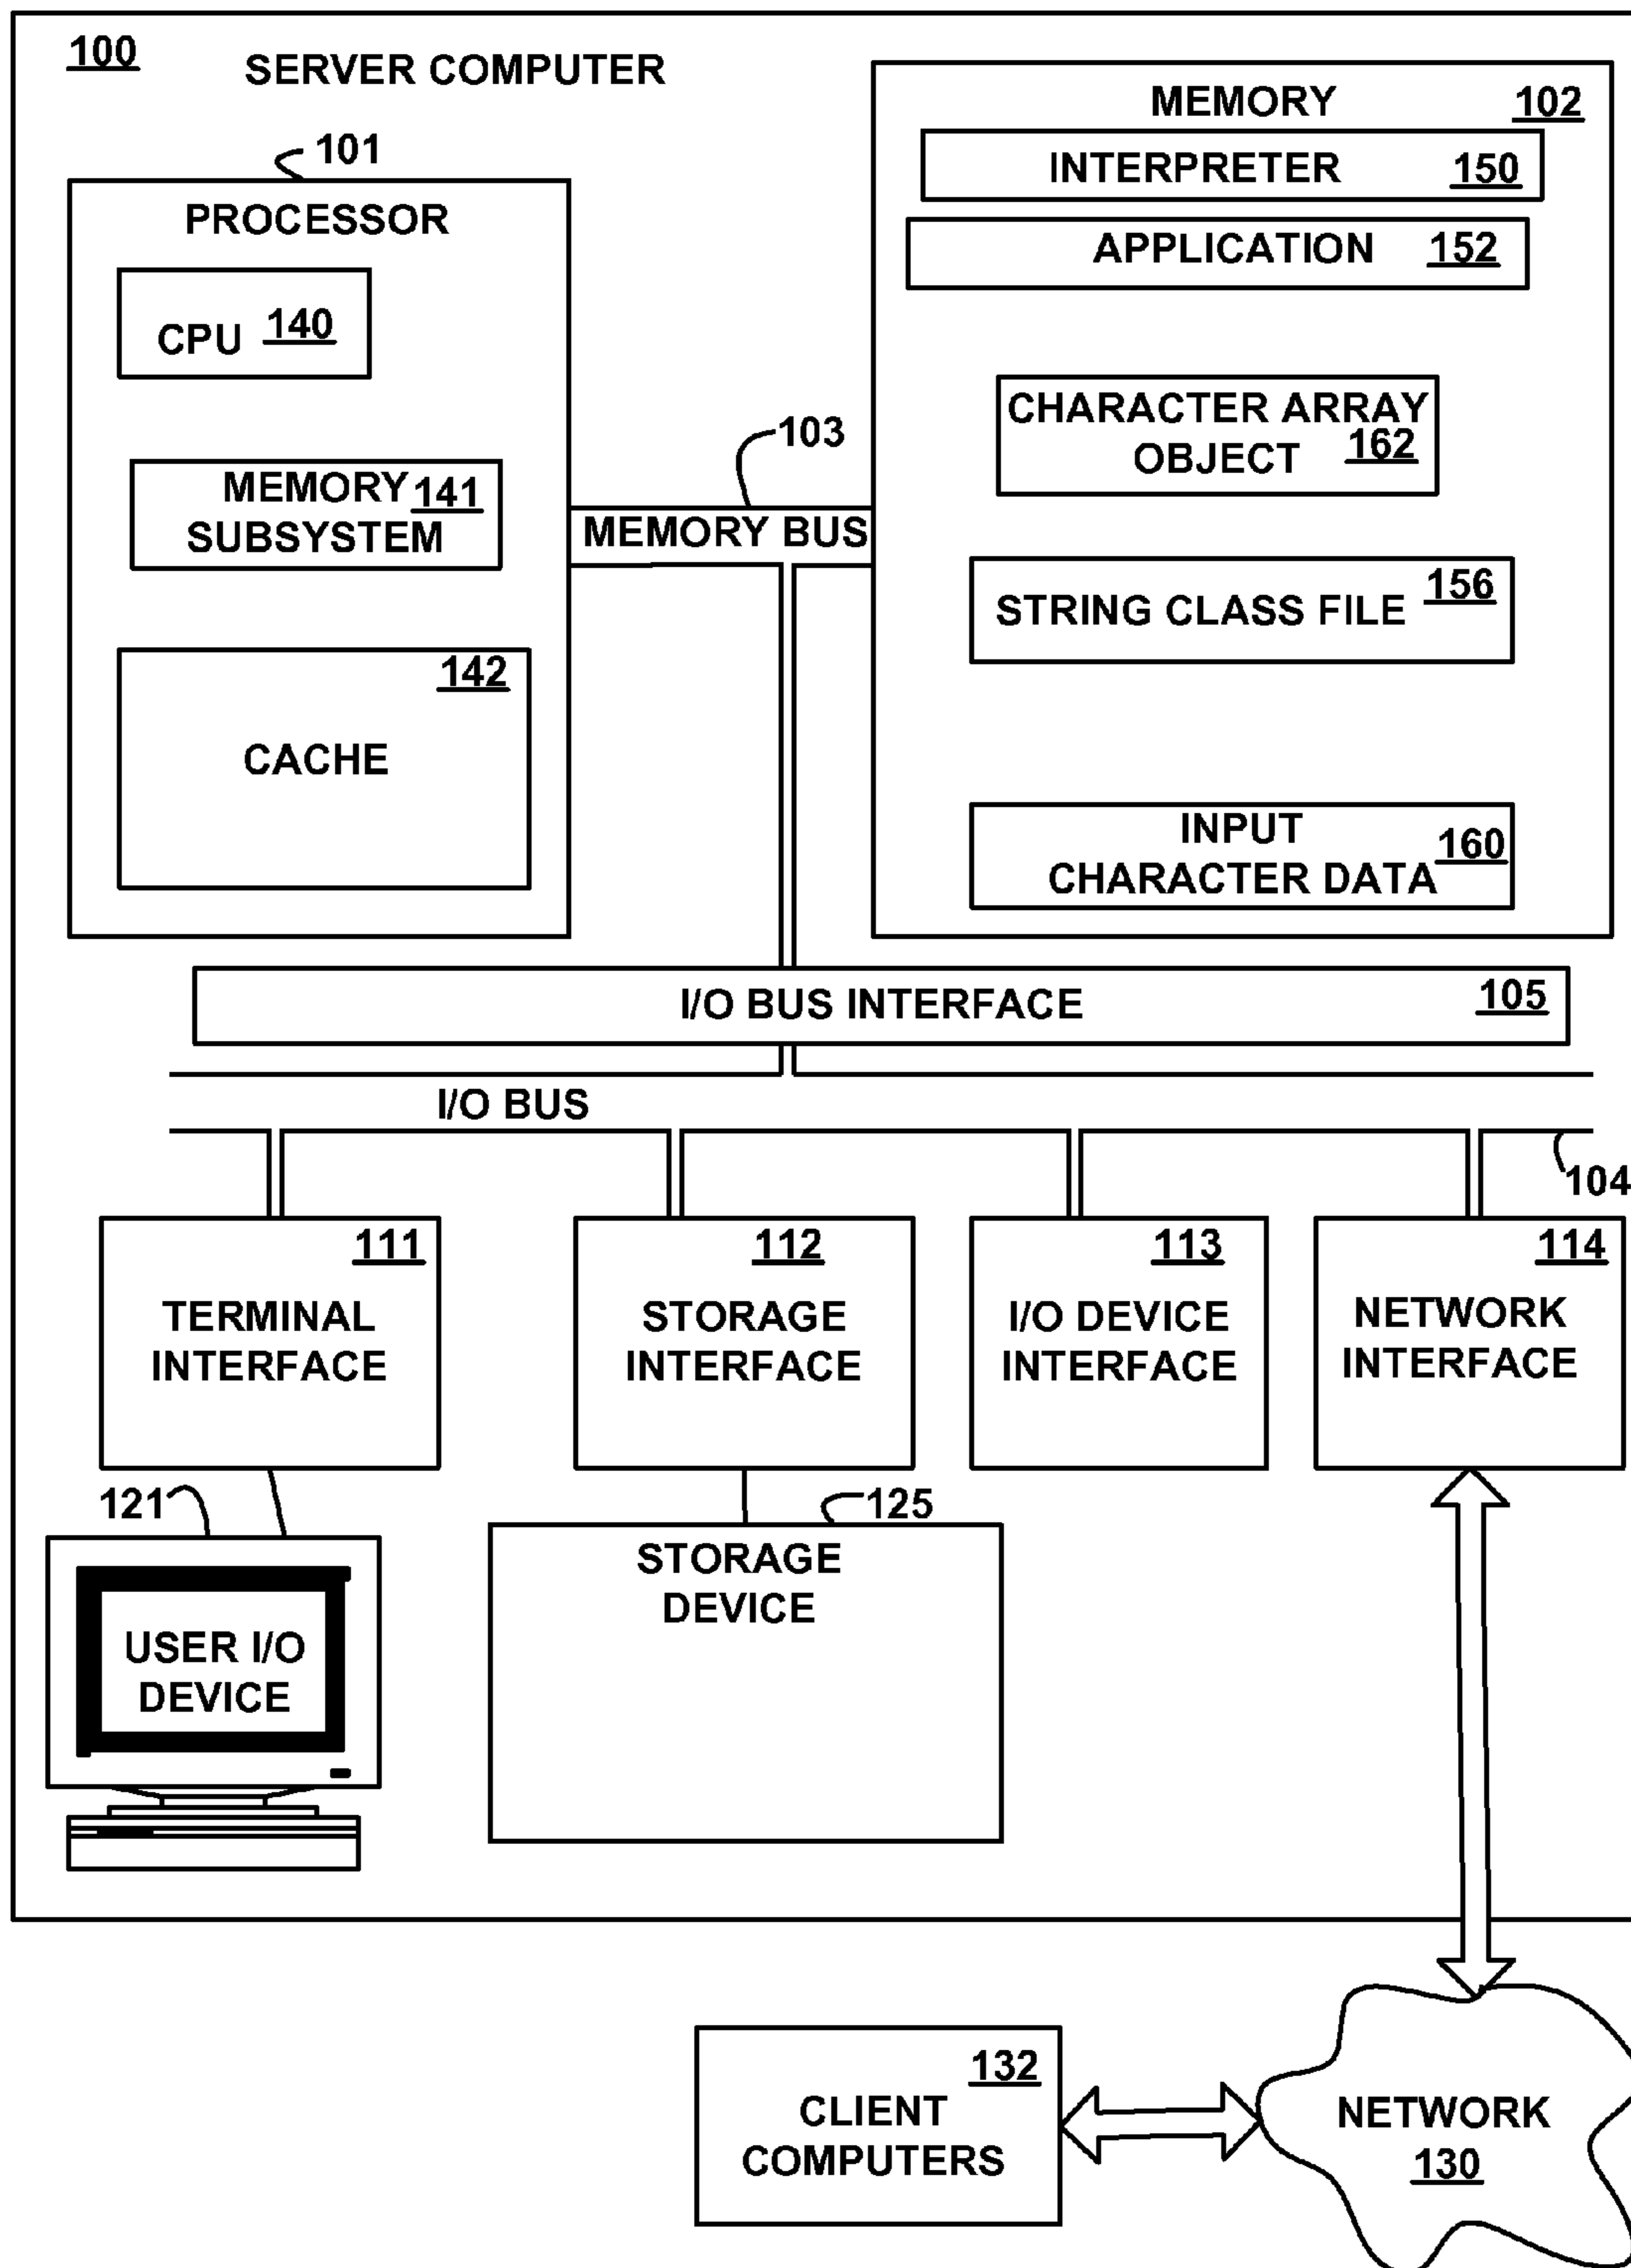 100
SERVER COMPUTER
101
PROCESSOR
CPU 140
MEMORY 141
SUBSYSTEM
142
CACHE
103
MEMORY BUS
MEMORY 102
INTERPRETER 150
APPLICATION 152
CHARACTER ARRAY
OBJECT 162
156
STRING CLASS FILE
INPUT
CHARACTER DATA 160
I/O BUS INTERFACE 105
I/O BUS
104
111
TERMINAL
INTERFACE
112
STORAGE
INTERFACE
113
I/O DEVICE
INTERFACE
114
NETWORK
INTERFACE
121
USER I/O
DEVICE
125
STORAGE
DEVICE
132
CLIENT
COMPUTERS
NETWORK
130